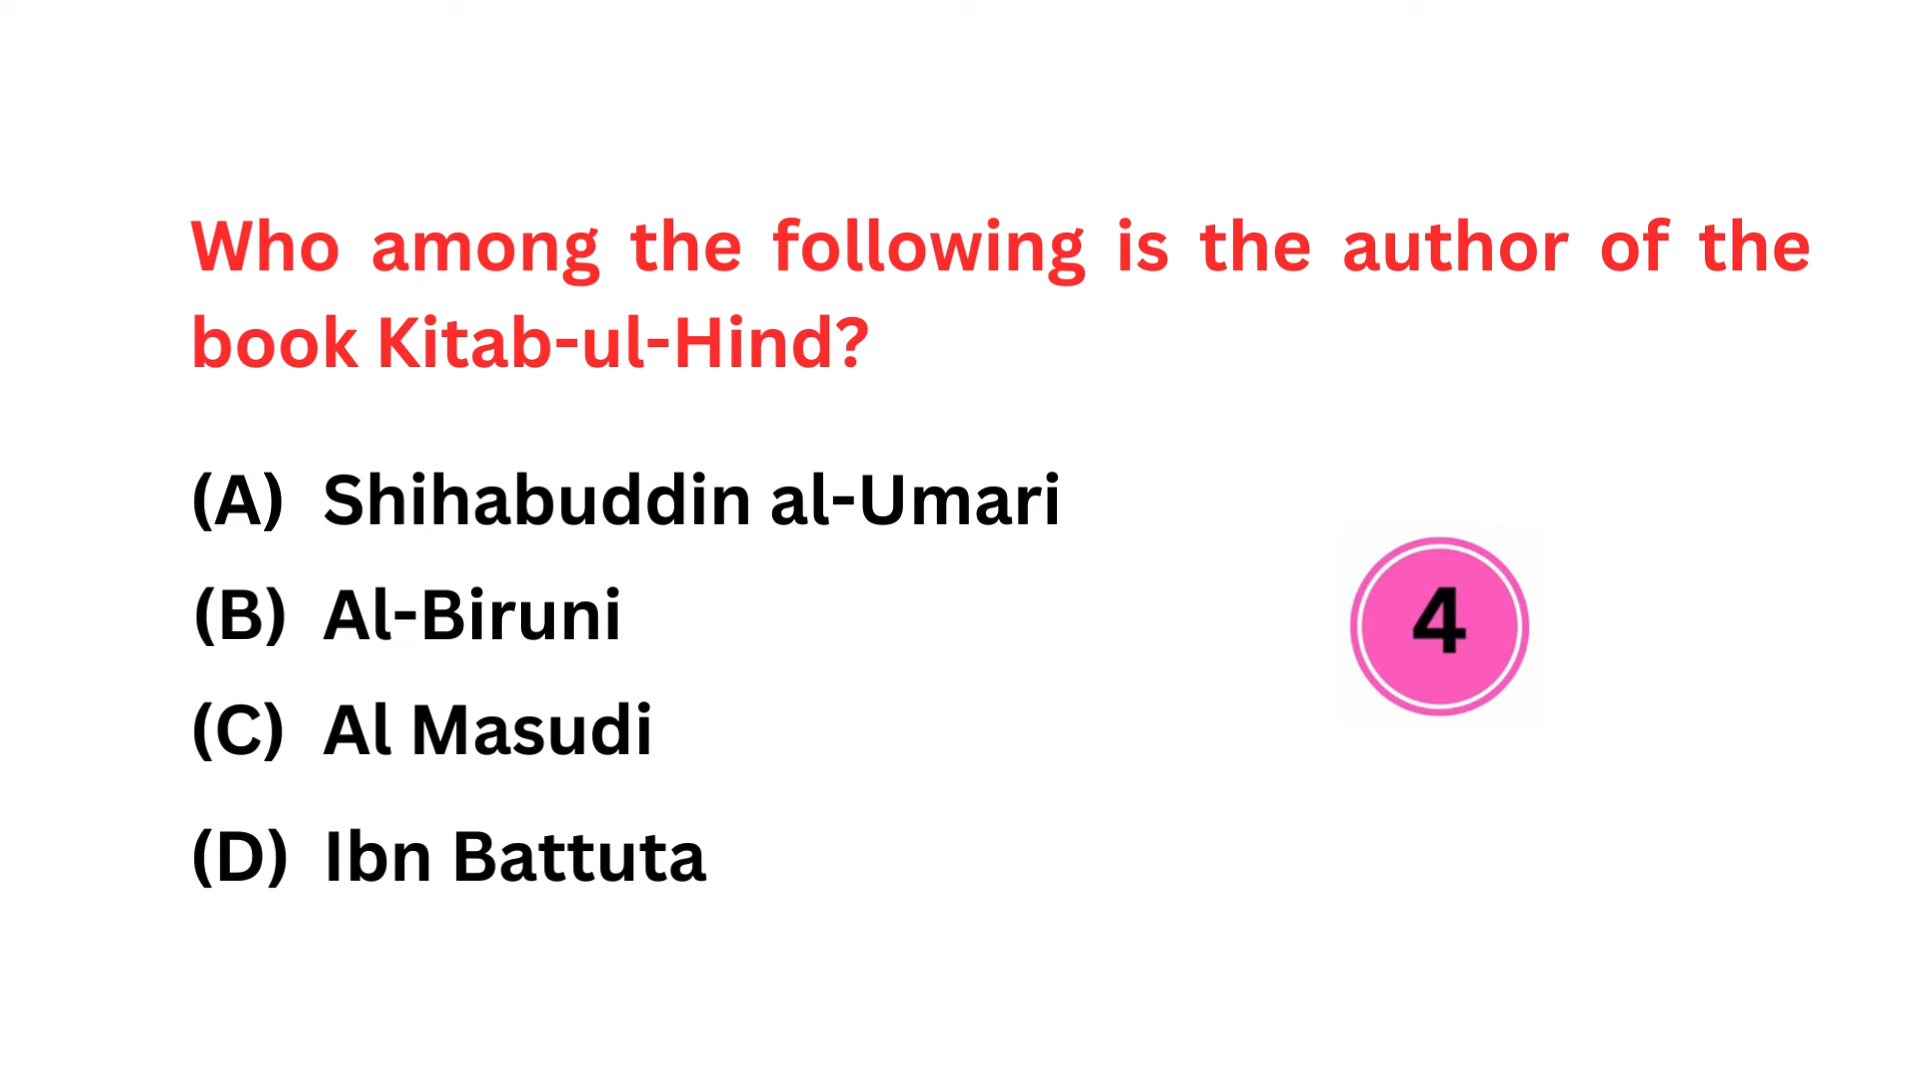 Who among the following is the author of the
book Kitab-ul-Hind?
(A) Shihabuddin al-Umari
(B) Al-Biruni
4
(C) Al Masudi
(D) Ibn Battuta